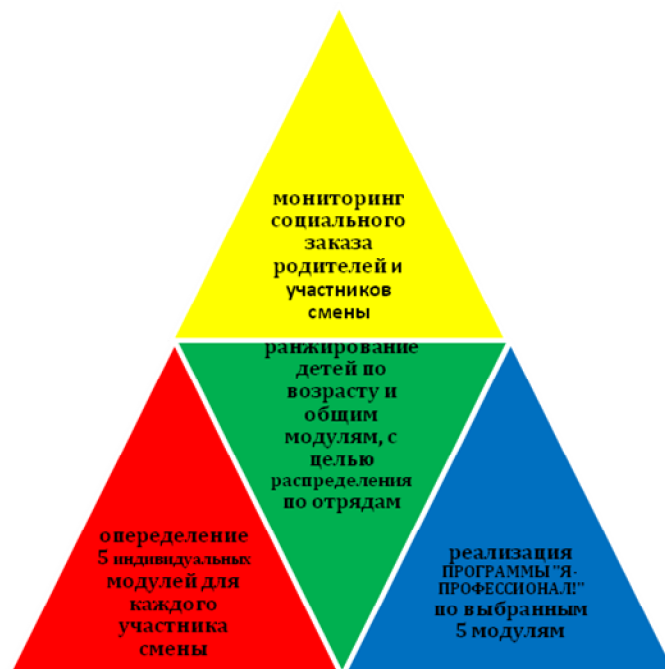 мониторинг
социального
заказа
родителей и
участников
смены
ранжирование
детей по
возрасту и
общим
модулям, с
целью
распределения
по отрядам
опеределение
5 индивидуальных
модулей для
каждого
участника
смены
реализация
ПРОГРАММЫ "Я-
ПРОФЕССИОНАЛ!"
по выбранным
5 модулям